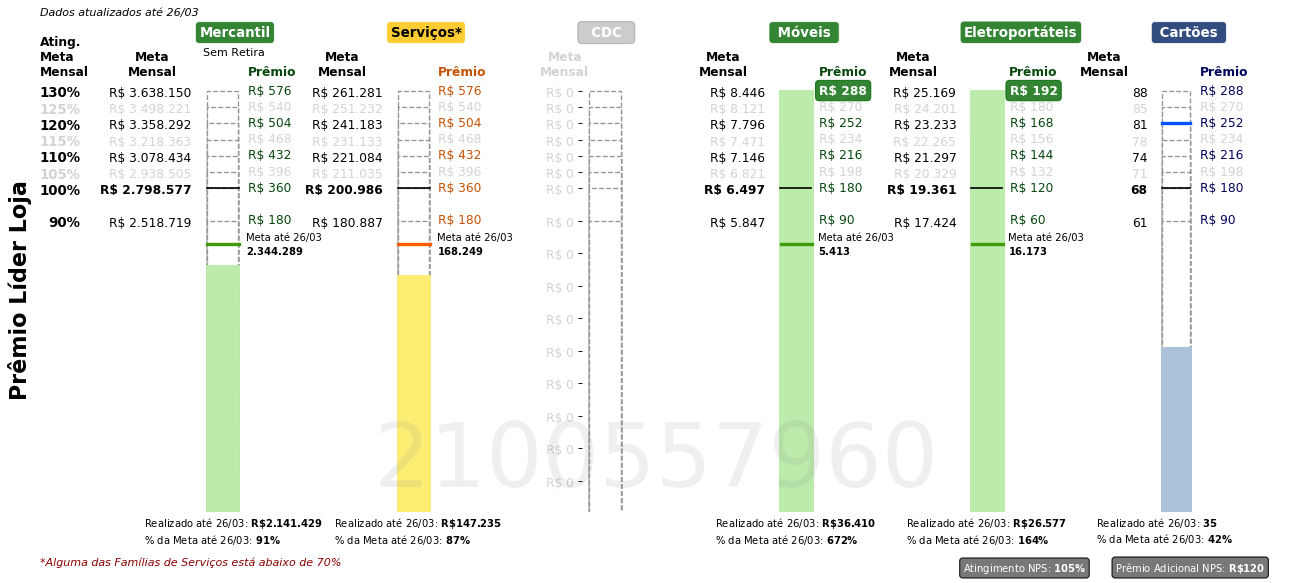 Dados atualizados até 26/03
Mercantil Serviços* CDC Móveis Eletroportáteis Cartões
Sem Retira
Ating. Meta Mensal Meta Mensal Prêmio Meta Mensal Prêmio Meta Mensal Meta Mensal Prêmio Meta Mensal Prêmio Meta Mensal Prêmio
130% R$ 3.638.150 R$ 576 R$ 261.281 R$ 576 R$ 0 R$ 8.446 R$ 288 R$ 25.169 R$ 192 88 R$ 288
125% R$ 3.498.221 R$ 540 R$ 251.232 R$ 540 R$ 0 R$ 8.121 R$ 270 R$ 24.201 R$ 180 85 R$ 270
120% R$ 3.358.292 R$ 504 R$ 241.183 R$ 504 R$ 0 R$ 7.796 R$ 252 R$ 23.233 R$ 168 81 R$ 252
115% R$ 3.218.363 R$ 468 R$ 231.133 R$ 468 R$ 0 R$ 7.471 R$ 234 R$ 22.265 R$ 156 78 R$ 234
110% R$ 3.078.434 R$ 432 R$ 221.084 R$ 432 R$ 0 R$ 7.146 R$ 216 R$ 21.297 R$ 144 74 R$ 216
105% R$ 2.938.505 R$ 396 R$ 211.035 R$ 396 R$ 0 R$ 6.821 R$ 198 R$ 20.329 R$ 132 71 R$ 198
100% R$ 2.798.577 R$ 360 R$ 200.986 R$ 360 R$ 0 R$ 6.497 R$ 180 R$ 19.361 R$ 120 68 R$ 180
90% R$ 2.518.719 R$ 180 R$ 180.887 R$ 180 R$ 0 R$ 5.847 R$ 90 R$ 17.424 R$ 60 61 R$ 90
Meta até 26/03 Meta até 26/03 Meta até 26/03 Meta até 26/03
2.344.289 168.249 5.413 16.173
R$ 0
R$ 0
R$ 0
R$ 0
R$ 0
R$ 0
R$ 0
R$ 0
Prêmio Líder Loja
2100557960
Realizado até 26/03: R$2.141.429 Realizado até 26/03: R$147.235 Realizado até 26/03: R$36.410 Realizado até 26/03: R$26.577 Realizado até 26/03: 35
% da Meta até 26/03: 91% % da Meta até 26/03: 87% % da Meta até 26/03: 672% % da Meta até 26/03: 164% % da Meta até 26/03: 42%
*Alguma das Famílias de Serviços está abaixo de 70% Atingimento NPS: 105% Prêmio Adicional NPS: R$120